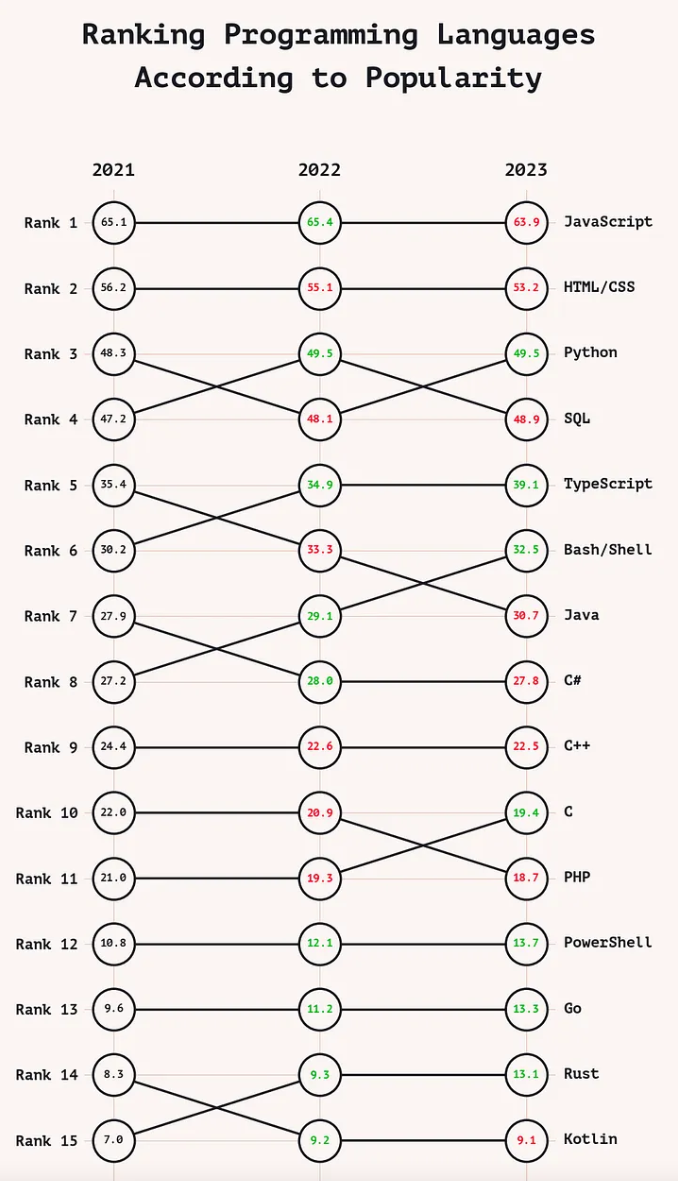 Ranking Programming Languages
According to Popularity
2021 2022 2023
Rank 1 65.1 65.4 63.9 JavaScript
Rank 2 56.2 55.1 53.2 HTML/CSS
Rank 3 48.3 49.5 49.5 Python
Rank 4 47.2 48.1 48.9 SQL
Rank 5 35.4 34.9 39.1 TypeScript
Rank 6 30.2 33.3 32.5 Bash/Shell
Rank 7 27.9 29.1 30.7 Java
Rank 8 27.2 28.0 27.8 C#
Rank 9 24.4 22.6 22.5 C++
Rank 10 22.0 20.9 19.4 C
Rank 11 21.0 19.3 18.7 PHP
Rank 12 10.8 12.1 13.7 PowerShell
Rank 13 9.6 11.2 13.3 Go
Rank 14 8.3 9.3 13.1 Rust
Rank 15 7.0 9.2 9.1 Kotlin